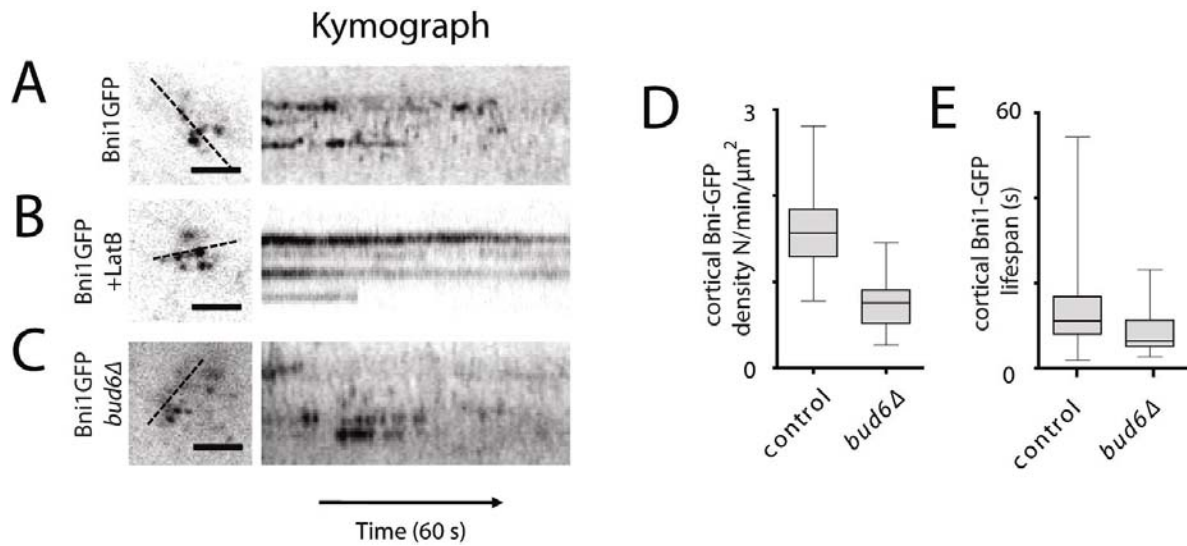 Kymograph
A
Bni1GFP
B
Bni1GFP
+LatB
C
Bni1GFP
bud6Δ
Time (60 s)
D
cortical Bni-GFP
density N/min/μm²
3
0
control
bud6Δ
E
cortical Bni1-GFP
lifespan (s)
60
0
control
bud6Δ